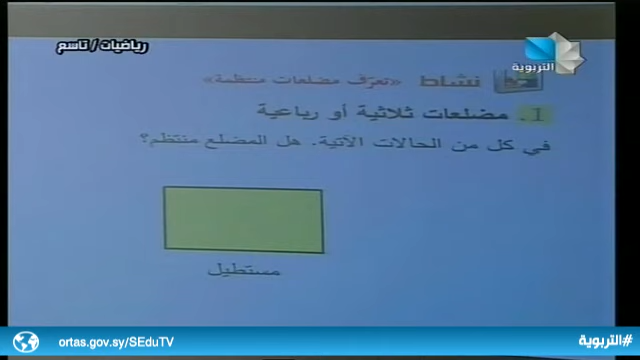 رياضيات / تاسع
التربوية
نشاط «تعرّف مضلعات منتظمة»
1. مضلعات ثلاثية أو رباعية
في كل من الحالات الآتية. هل المضلع منتظم؟
مستطيل
ortas.gov.sy/SEduTV
#التربوية